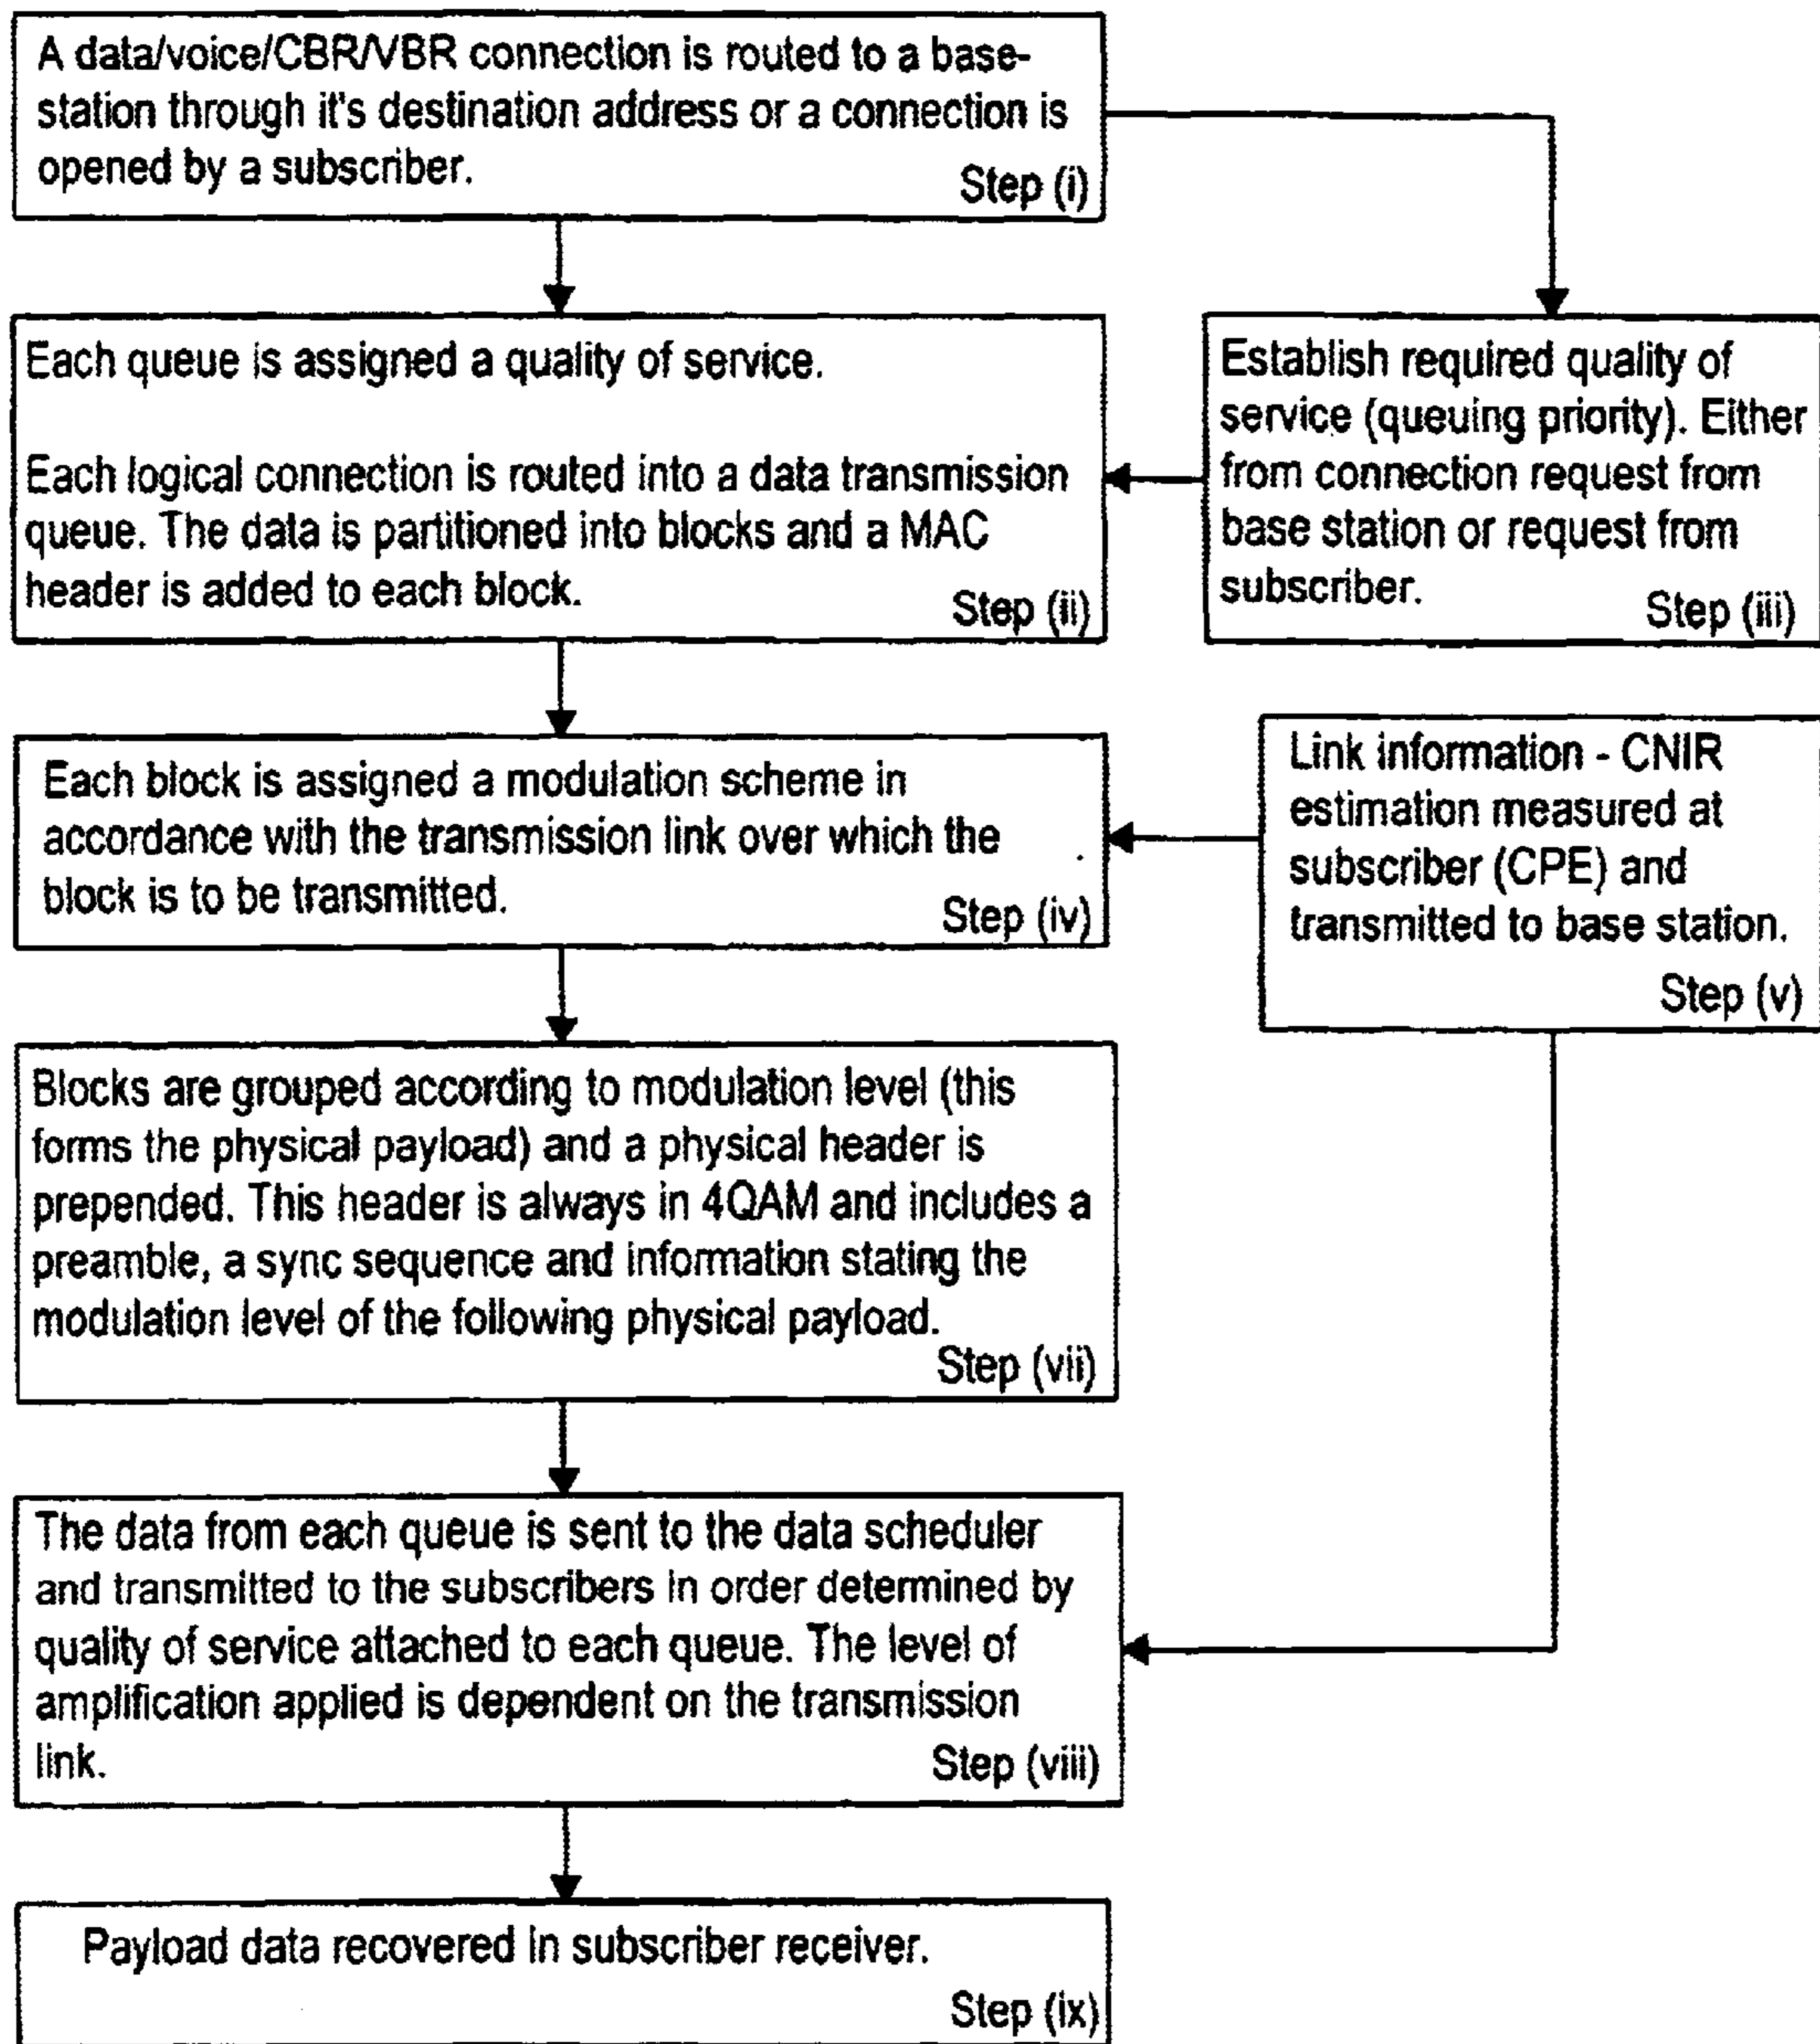 A data/voice/CBR/VBR connection is routed to a base-
station through it's destination address or a connection is
opened by a subscriber.
Step (i)
Each queue is assigned a quality of service.
Each logical connection is routed into a data transmission
queue. The data is partitioned into blocks and a MAC
header is added to each block.
Step (ii)
Establish required quality of
service (queuing priority). Either
from connection request from
base station or request from
subscriber.
Step (iii)
Each block is assigned a modulation scheme in
accordance with the transmission link over which the
block is to be transmitted.
Step (iv)
Link information - CNIR
estimation measured at
subscriber (CPE) and
transmitted to base station.
Step (v)
Blocks are grouped according to modulation level (this
forms the physical payload) and a physical header is
prepended. This header is always in 4QAM and includes a
preamble, a sync sequence and information stating the
modulation level of the following physical payload.
Step (vii)
The data from each queue is sent to the data scheduler
and transmitted to the subscribers in order determined by
quality of service attached to each queue. The level of
amplification applied is dependent on the transmission
link.
Step (viii)
Payload data recovered in subscriber receiver.
Step (ix)